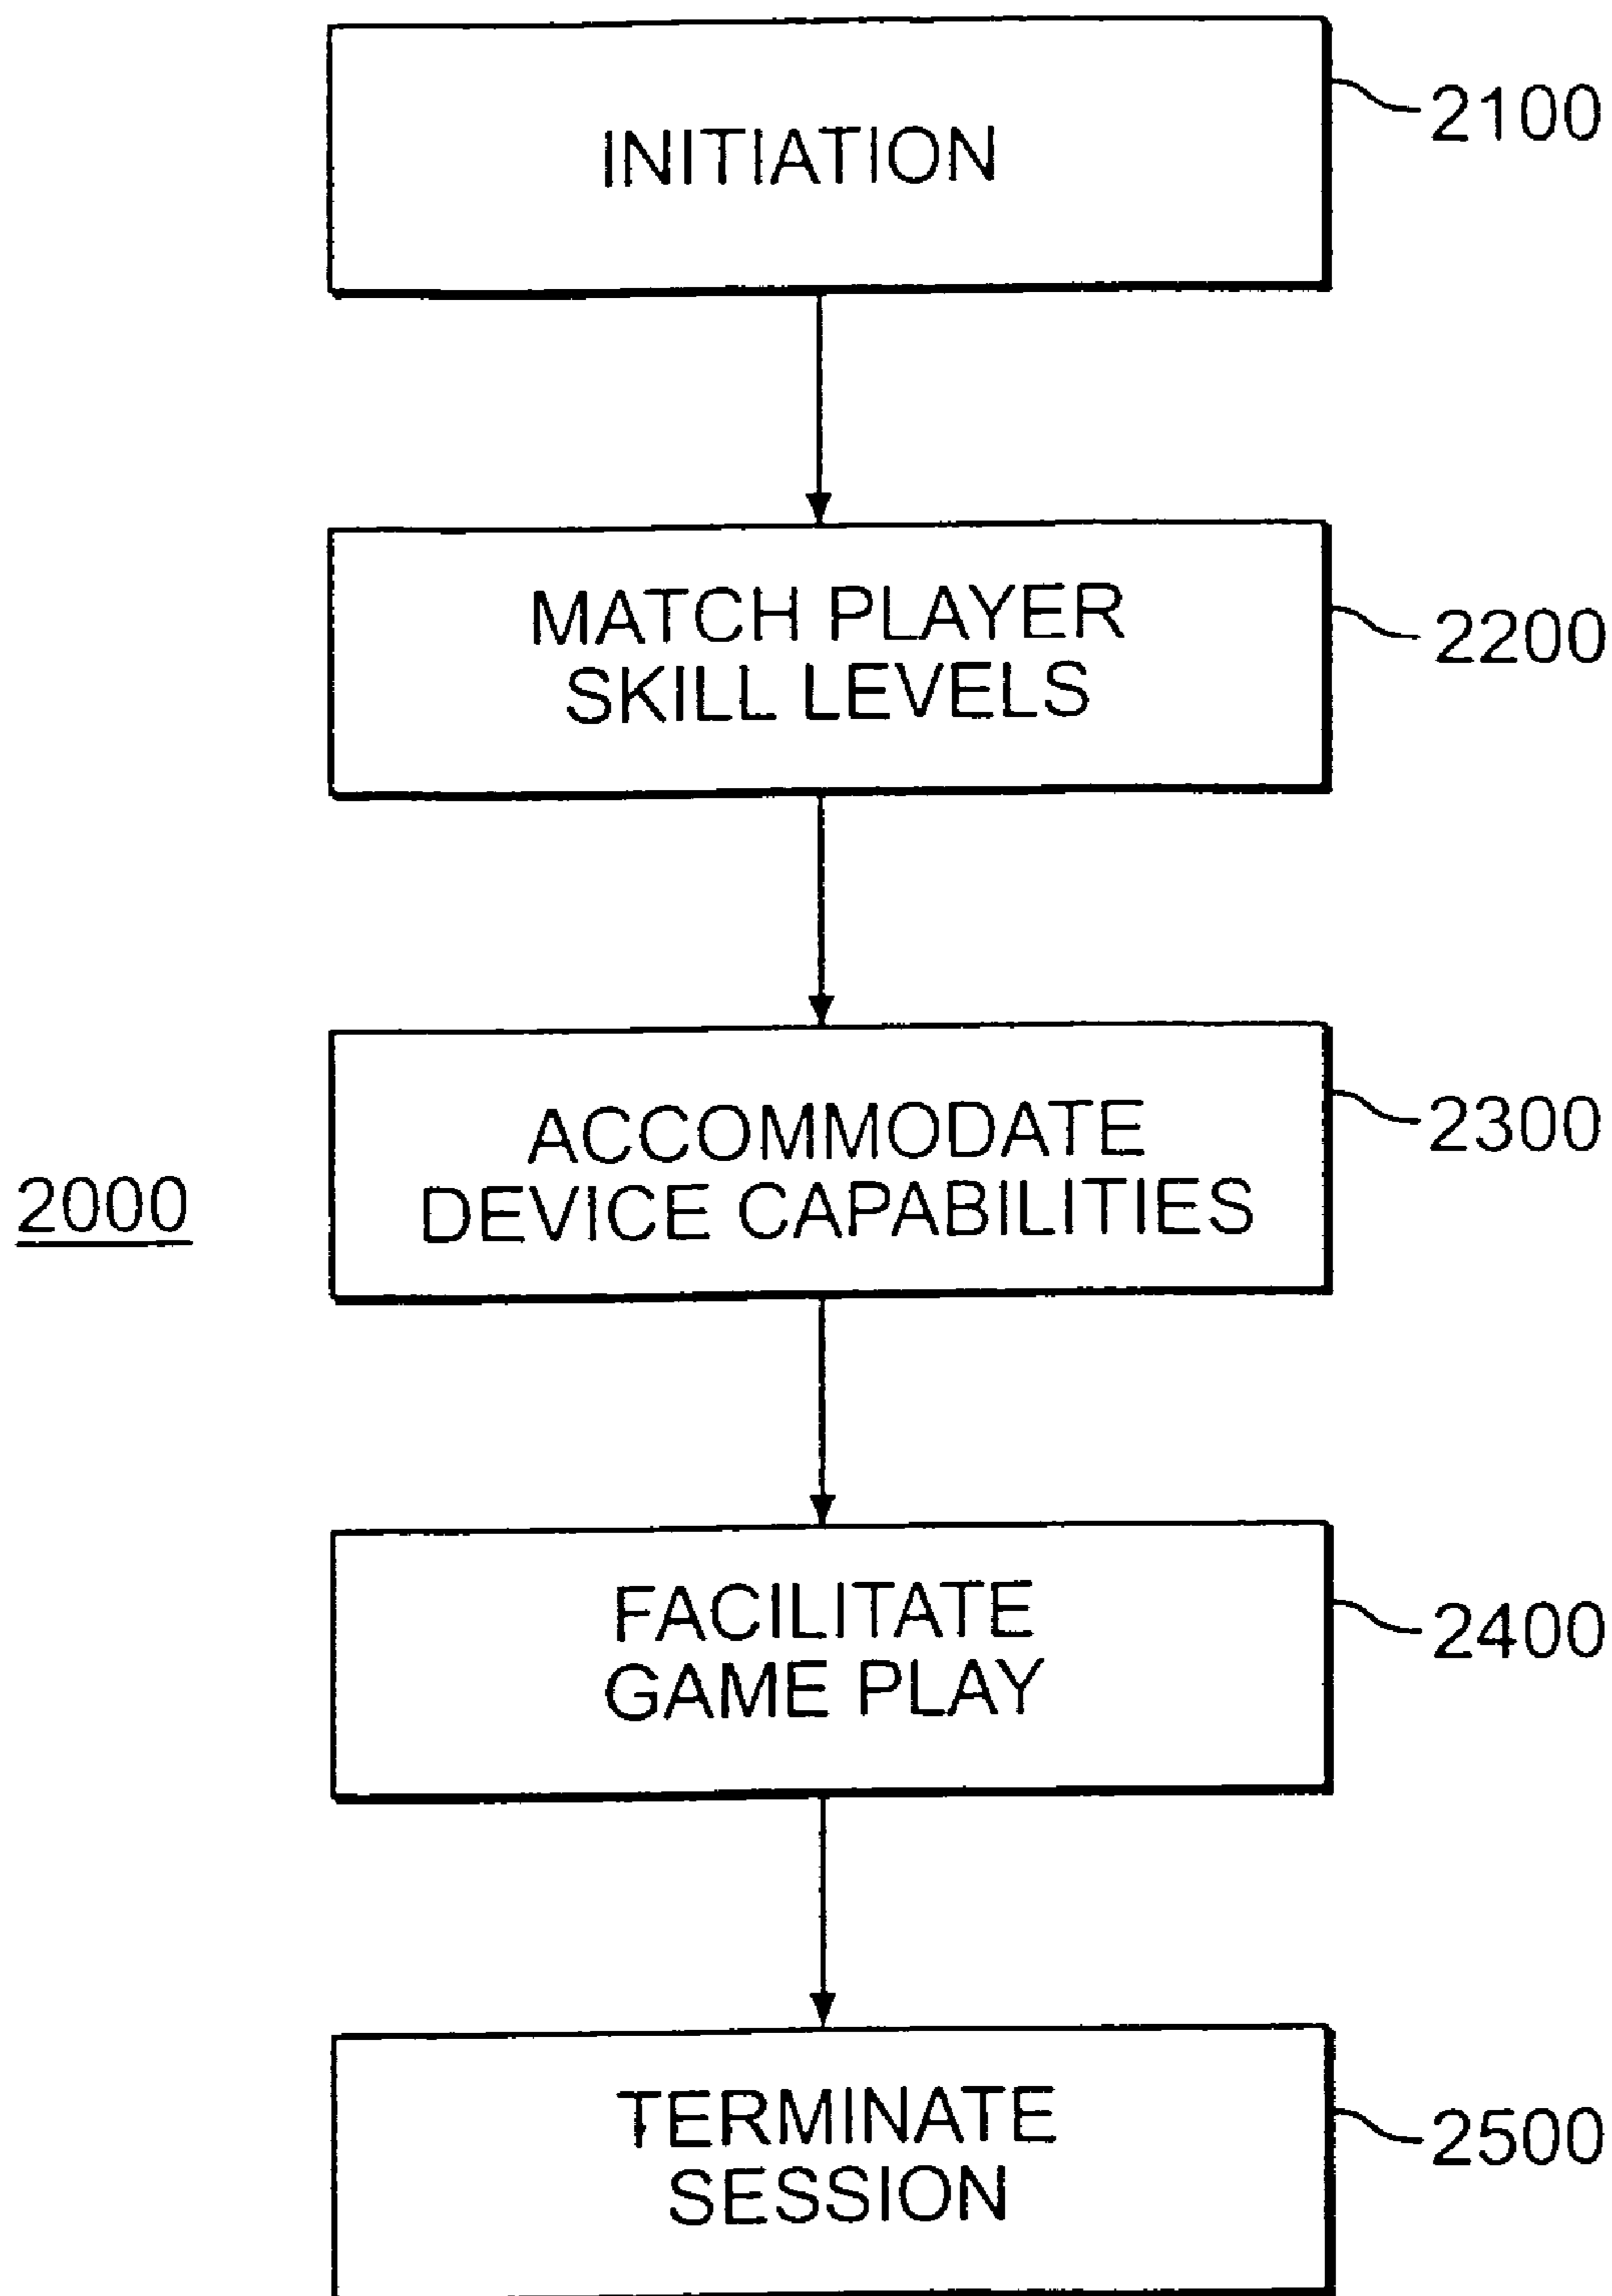 INITIATION
2100
MATCH PLAYER
SKILL LEVELS
2200
ACCOMMODATE
DEVICE CAPABILITIES
2300
2000
FACILITATE
GAME PLAY
2400
TERMINATE
SESSION
2500